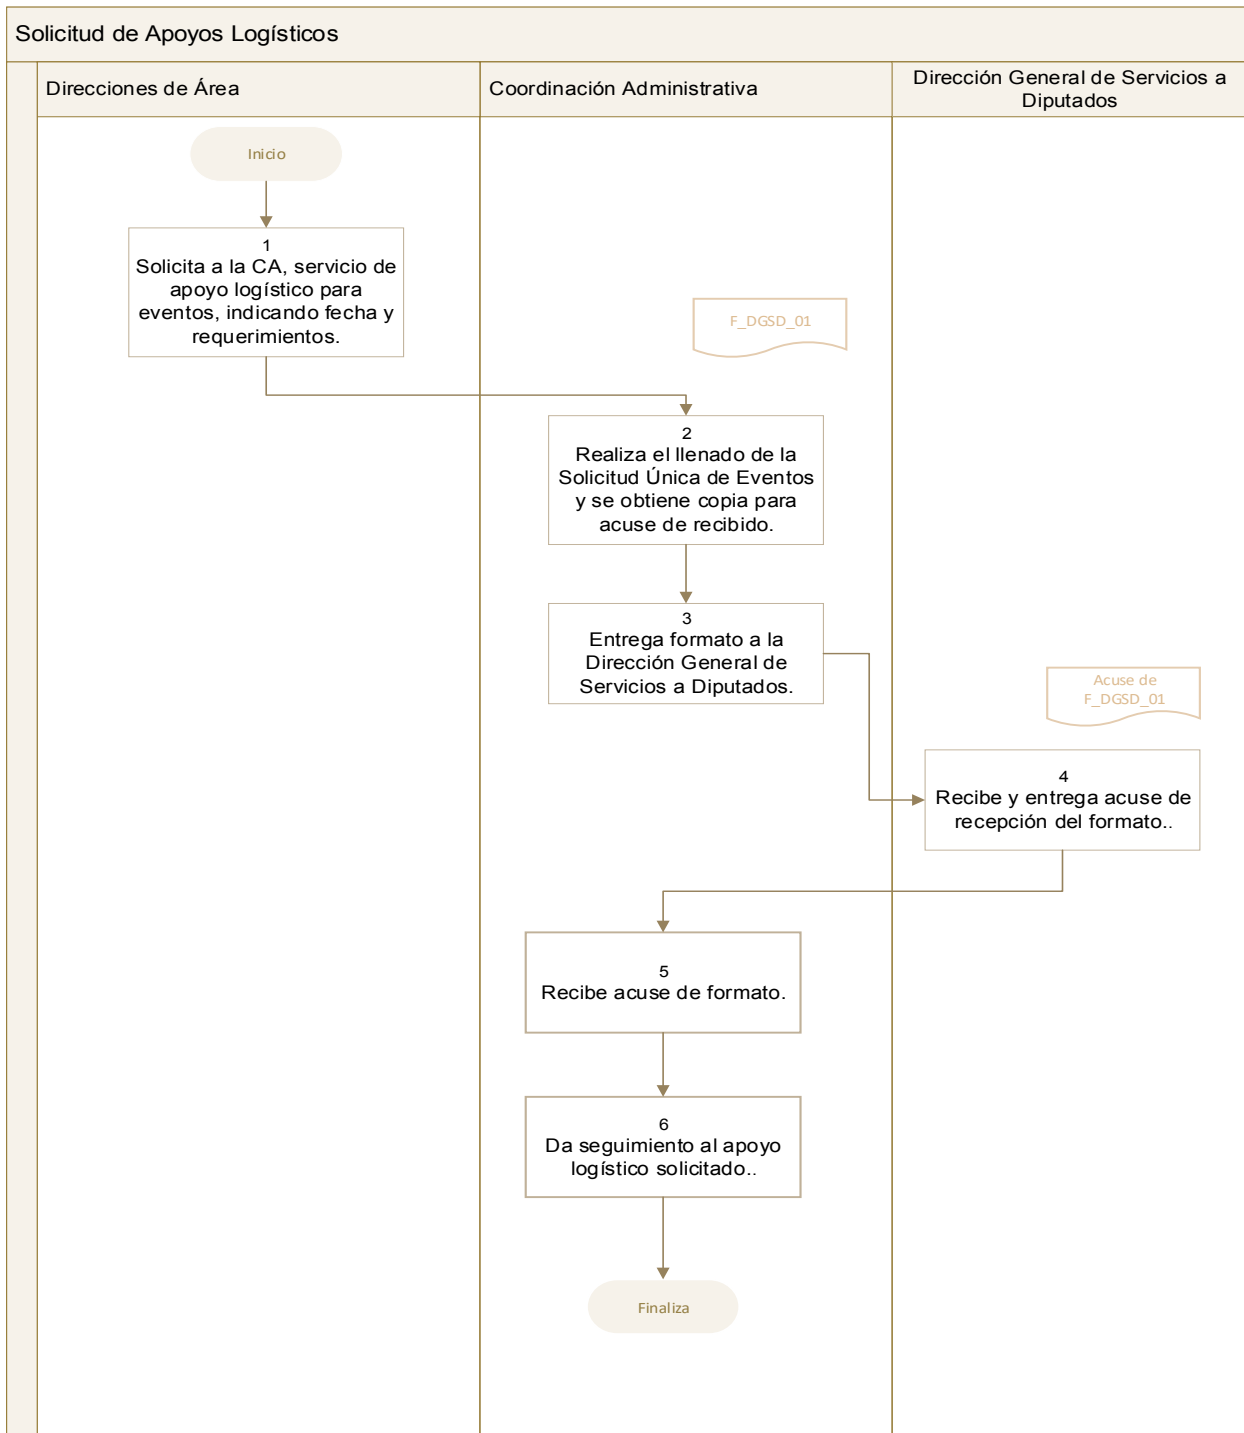 Solicitud de Apoyos Logísticos
Direcciones de Área
Coordinación Administrativa
Dirección General de Servicios a
Diputados
Inicio
1
Solicita a la CA, servicio de
apoyo logístico para
eventos, indicando fecha y
requerimientos.
F_DGSD_01
2
Realiza el llenado de la
Solicitud Única de Eventos
y se obtiene copia para
acuse de recibido.
3
Entrega formato a la
Dirección General de
Servicios a Diputados.
Acuse de
F_DGSD_01
4
Recibe y entrega acuse de
recepción del formato..
5
Recibe acuse de formato.
6
Da seguimiento al apoyo
logístico solicitado..
Finaliza